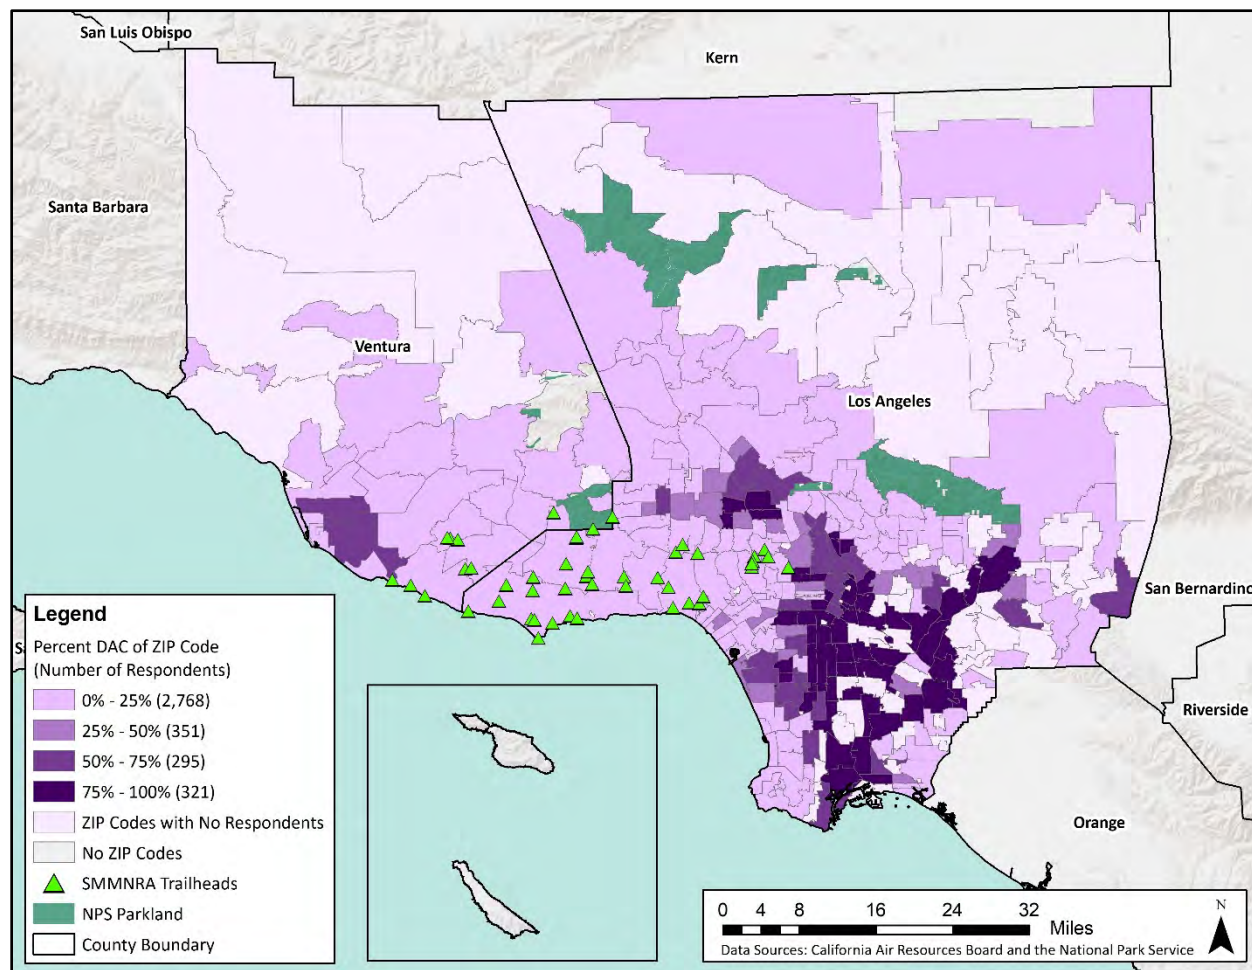 San Luis Obispo
Kern
Santa Barbara
Ventura
Los Angeles
San Bernardino
Riverside
Orange
Legend
Percent DAC of ZIP Code
(Number of Respondents)
0% - 25% (2,768)
25% - 50% (351)
50% - 75% (295)
75% - 100% (321)
ZIP Codes with No Respondents
No ZIP Codes
SMMNRA Trailheads
NPS Parkland
County Boundary
0 4 8 16 24 32
Miles
N
Data Sources: California Air Resources Board and the National Park Service